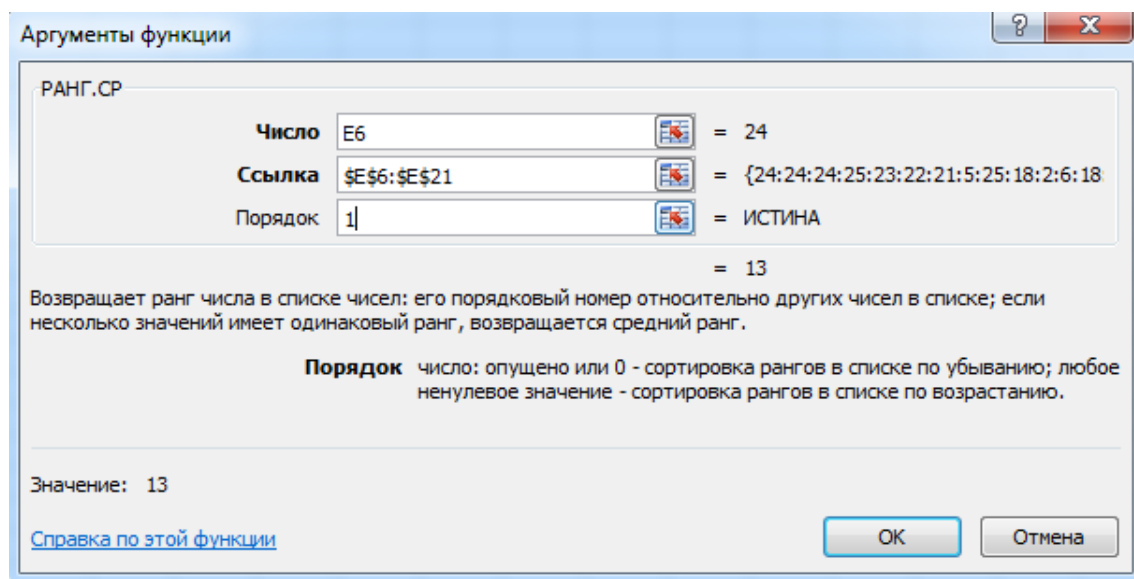 Аргументы функции
РАНГ.СР
Число E6 = 24
Ссылка $E$6:$E$21 = {24:24:24:25:23:22:21:5:25:18:2:6:18
Порядок 1 = ИСТИНА
= 13
Возвращает ранг числа в списке чисел: его порядковый номер относительно других чисел в списке; если
несколько значений имеет одинаковый ранг, возвращается средний ранг.
Порядок число: опущено или 0 - сортировка рангов в списке по убыванию; любое
ненулевое значение - сортировка рангов в списке по возрастанию.
Значение: 13
Справка по этой функции
ОК Отмена